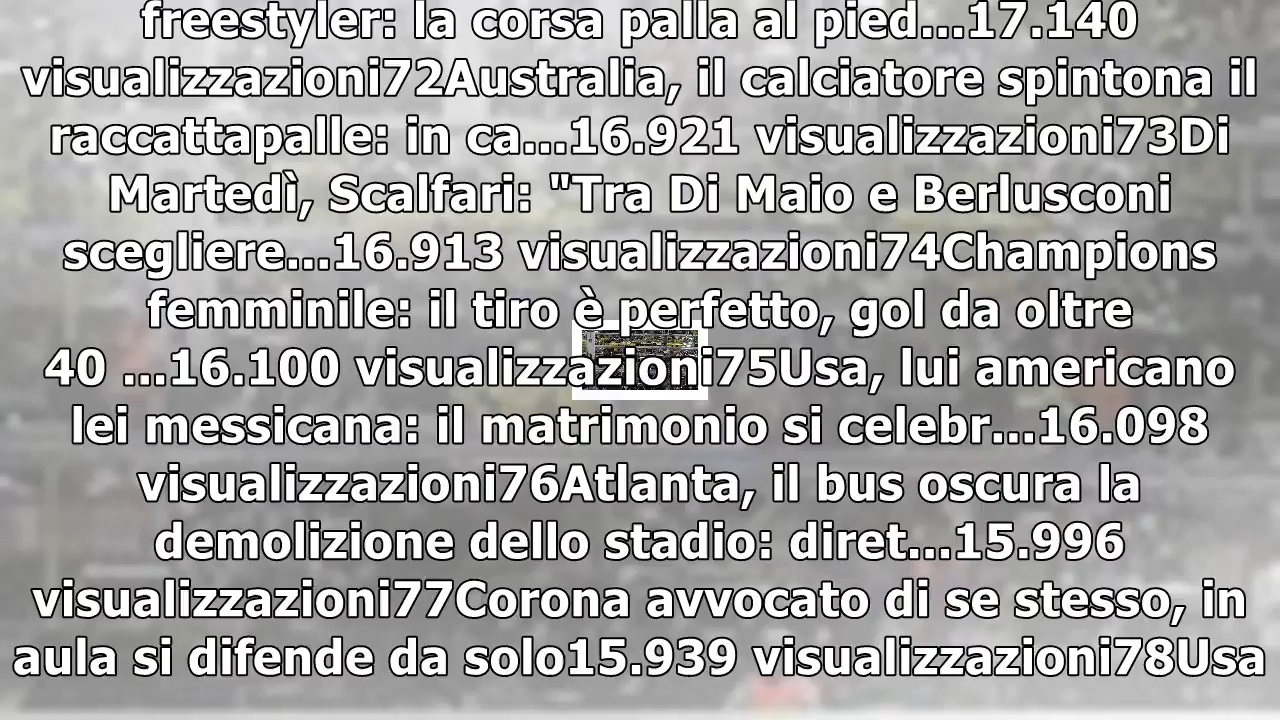 freestyler: la corsa palla al pied...17.140
visualizzazioni72Australia, il calciatore spintona il
raccattapalle: in ca...16.921 visualizzazioni73Di
Martedì, Scalfari: "Tra Di Maio e Berlusconi
scegliere...16.913 visualizzazioni74Champions
femminile: il tiro è perfetto, gol da oltre
40 ...16.100 visualizzazioni75Usa, lui americano
lei messicana: il matrimonio si celebr...16.098
visualizzazioni76Atlanta, il bus oscura la
demolizione dello stadio: diret...15.996
visualizzazioni77Corona avvocato di se stesso, in
aula si difende da solo15.939 visualizzazioni78Usa